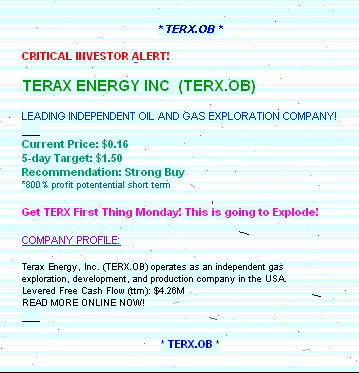 *TERX.OB *
CRITICAL INVESTOR ALERT!
TERAX ENERGY INC (TERX.OB)
LEADING INDEPENDENT OIL AND GAS EXPLORATION COMPANY!
Current Price: $0.16
5-day Target: $1.50
Recommendation: Strong Buy
*800% profit potentential short term
Get TERX First Thing Monday! This is going to Explode!
COMPANY PROFILE:
Terax Energy, Inc. (TERX.OB) operates as an independent gas
exploration, development, and production company in the USA.
Levered Free Cash Flow (ttm): $4.26M
READ MORE ONLINE NOW!
* TERX.OB *